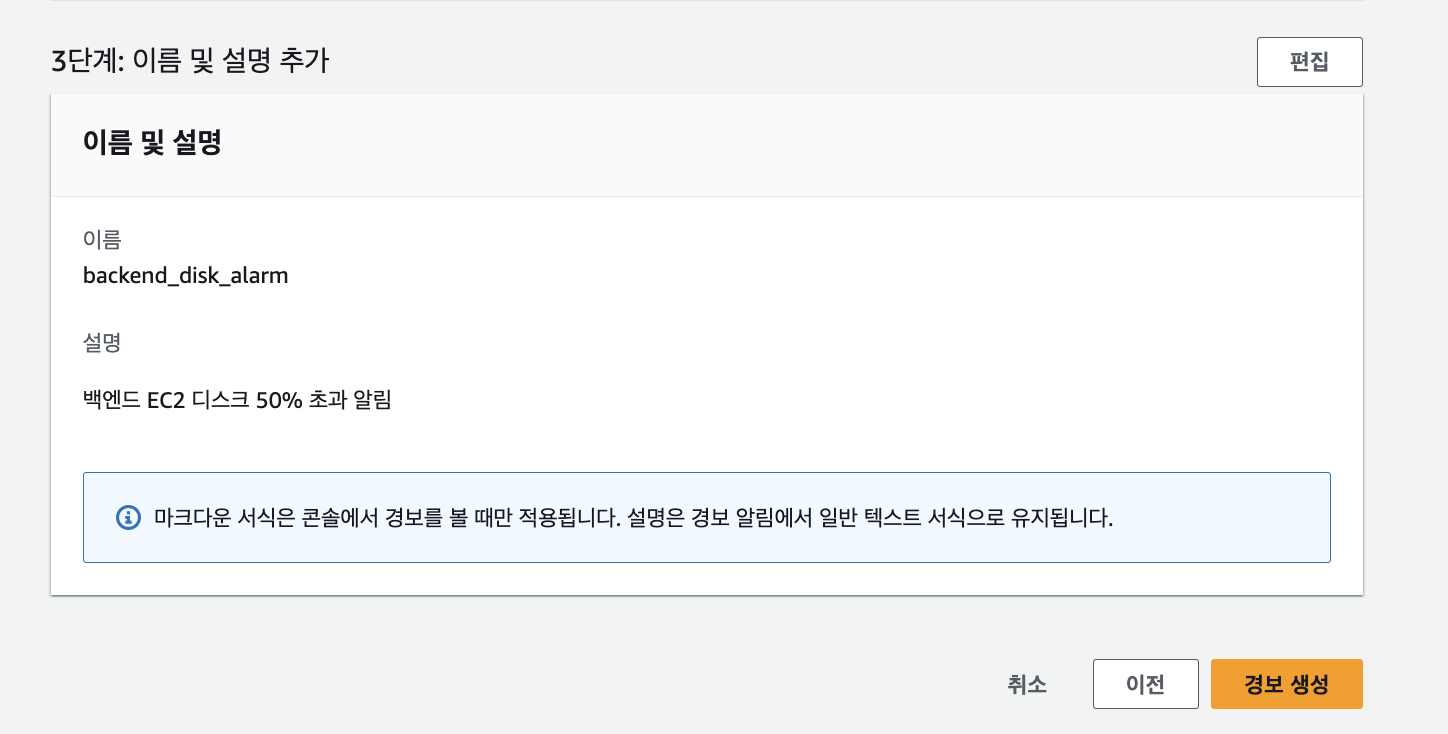 3단계: 이름 및 설명 추가
편집
이름 및 설명
이름
backend_disk_alarm
설명
백엔드 EC2 디스크 50% 초과 알림
마크다운 서식은 콘솔에서 경보를 볼 때만 적용됩니다. 설명은 경보 알림에서 일반 텍스트 서식으로 유지됩니다.
취소
이전
경보 생성